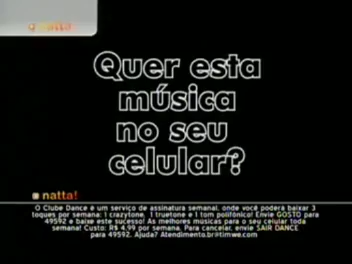 natta!
Quer esta
música
no seu
celular?
natta!
O Clube Dance é um serviço de assinatura semanal, onde você poderá baixar 3
toques por semana: 1 crazytone, 1 truetone e 1 tom polifônico! Envie GOSTO para
49592 e baixe este sucesso! As melhores músicas para o seu celular toda
semana! Custo: R$ 4,99 por semana. Para cancelar, envie SAIR DANCE
para 49592. Ajuda? Atendimento.br@timwe.com